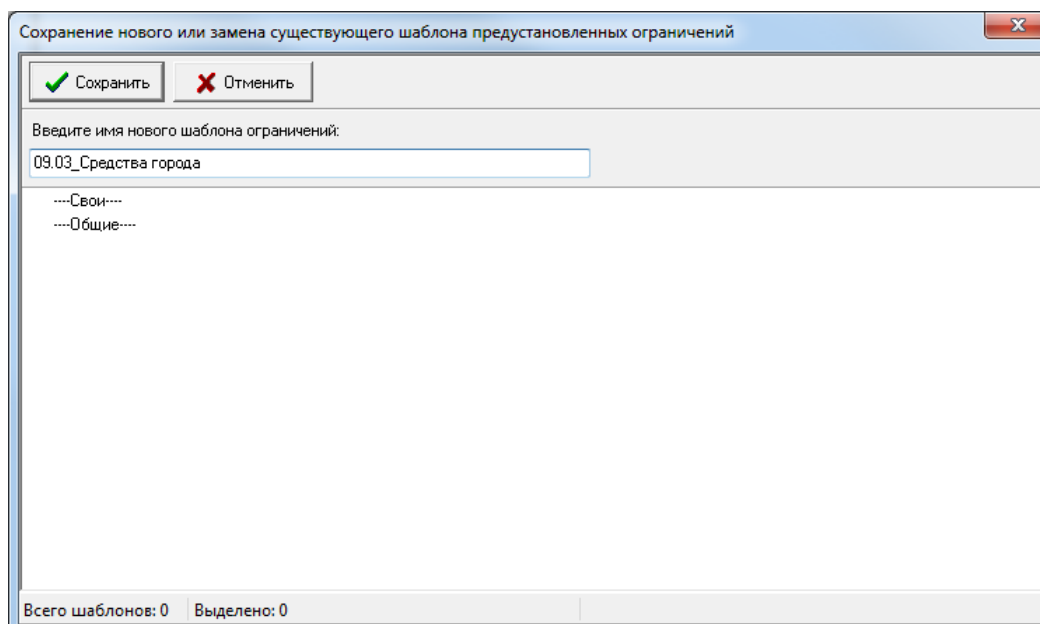 Сохранение нового или замена существующего шаблона предустановленных ограничений
Сохранить Отменить
Введите имя нового шаблона ограничений:
09.03_Средства города
----Свои----
----Общие----
Всего шаблонов: 0 Выделено: 0